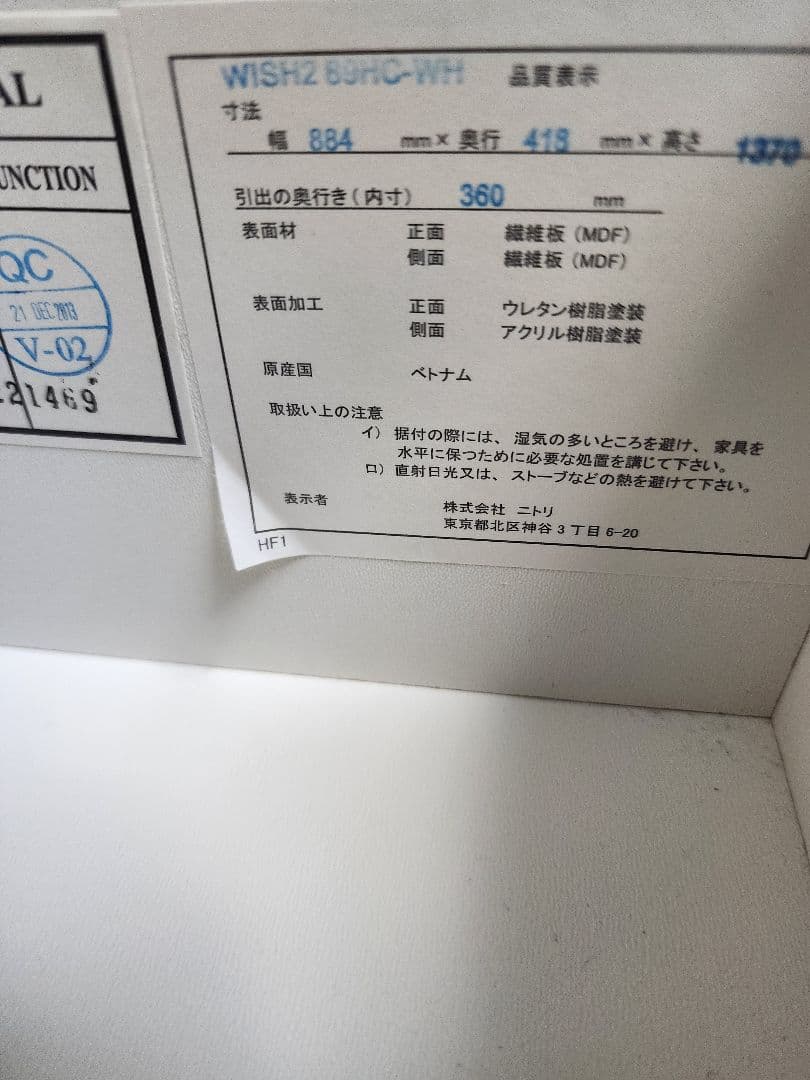 AL
UNCTION
QC
21 DEC 2013
V-02
21469
WISH2 89HC-WH 品質表示
寸法
幅 884 mm× 奥行 418 mm× 高さ 1370
引出の奥行き(内寸) 360 mm
表面材 正面 繊維板(MDF)
側面 繊維板(MDF)
表面加工 正面 ウレタン樹脂塗装
側面 アクリル樹脂塗装
原産国 ベトナム
取扱い上の注意
イ) 据付の際には、湿気の多いところを避け、家具を
水平に保つために必要な処置を講じて下さい。
ロ) 直射日光又は、ストーブなどの熱を避けて下さい。
表示者 株式会社 ニトリ
東京都北区神谷3丁目6-20
HF1